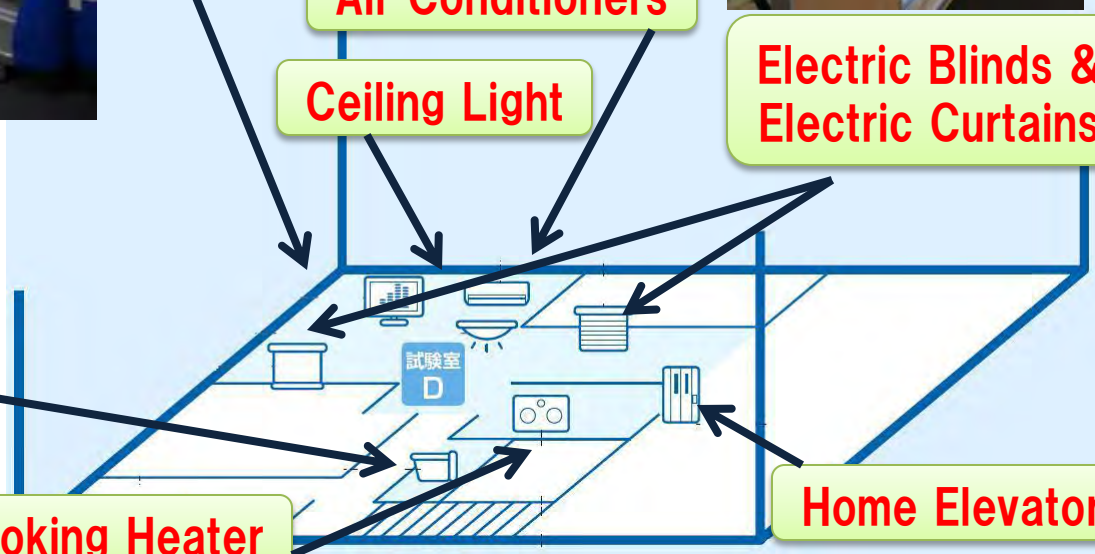 Air Conditioners
Ceiling Light
Electric Blinds &
Electric Curtains
試験室
D
oking Heater
Home Elevator